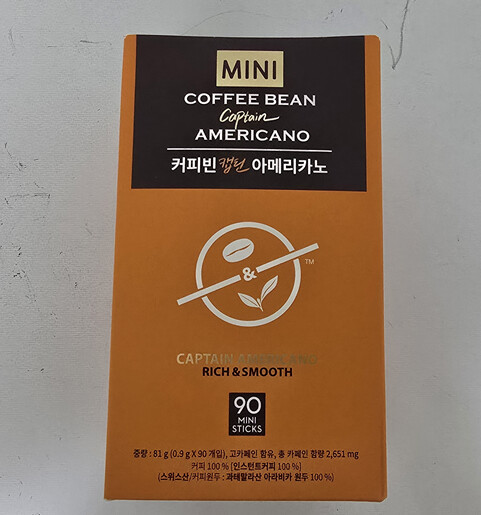 MINI
COFFEE BEAN
Captain
AMERICANO
커피빈 캡틴 아메리카노
&
TM
CAPTAIN AMERICANO
RICH & SMOOTH
90
MINI
STICKS
중량 : 81 g (0.9 g X 90 개입), 고카페인 함유, 총 카페인 함량 2,651 mg
커피 100 % [인스턴트커피 100 %]
(스위스산/커피원두 : 과테말라산 아라비카 원두 100 %)